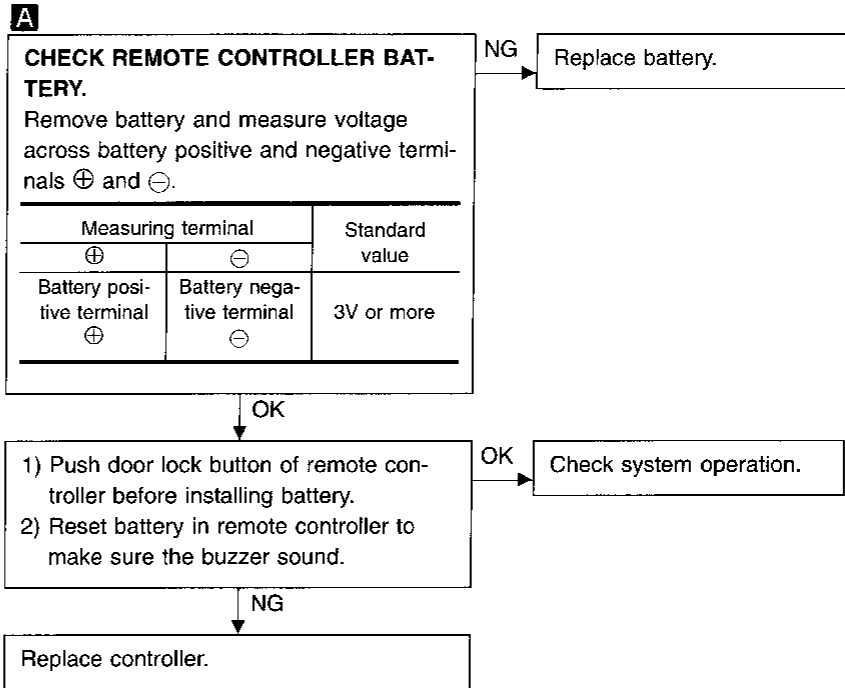 A
CHECK REMOTE CONTROLLER BAT-
TERY.
Remove battery and measure voltage
across battery positive and negative termi-
nals ⊕ and ⊖.
Measuring terminal
Standard
value
⊕
⊖
Battery posi-
tive terminal
⊕
Battery nega-
tive terminal
⊖
3V or more
NG
Replace battery.
OK
1) Push door lock button of remote con-
troller before installing battery.
2) Reset battery in remote controller to
make sure the buzzer sound.
OK
Check system operation.
NG
Replace controller.